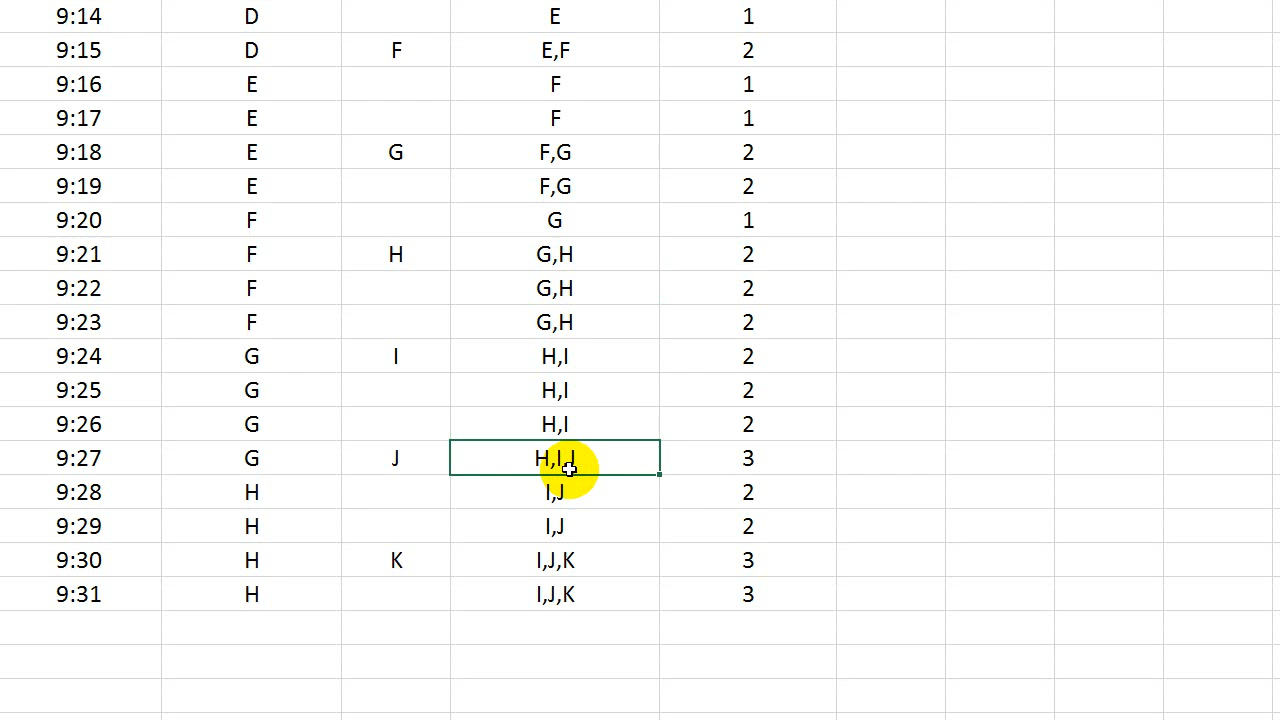 9:14 D E 1
9:15 D F E,F 2
9:16 E F 1
9:17 E F 1
9:18 E G F,G 2
9:19 E F,G 2
9:20 F G 1
9:21 F H G,H 2
9:22 F G,H 2
9:23 F G,H 2
9:24 G I H,I 2
9:25 G H,I 2
9:26 G H,I 2
9:27 G J H,I,J 3
9:28 H I,J 2
9:29 H I,J 2
9:30 H K I,J,K 3
9:31 H I,J,K 3